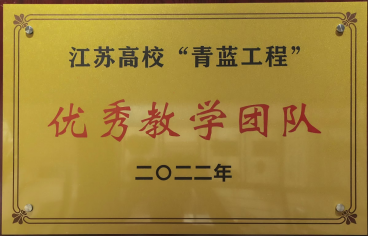 江苏高校“青蓝工程”
优秀教学团队
二〇二二年